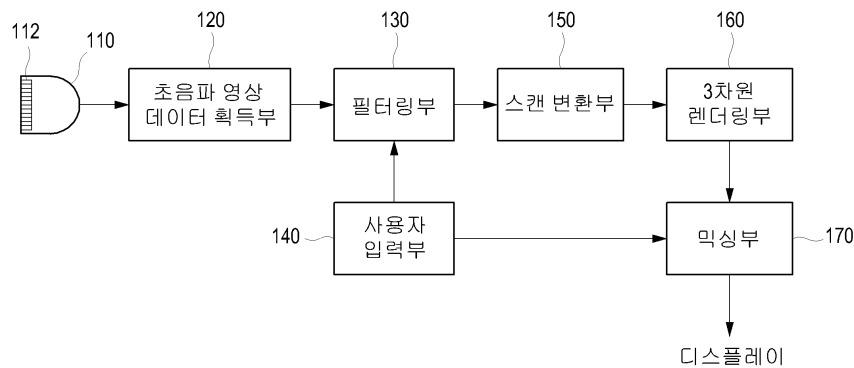 112
110
120
130
150
160
초음파 영상
데이터 획득부
필터링부
스캔 변환부
3차원
렌더링부
140
사용자
입력부
믹싱부
170
디스플레이